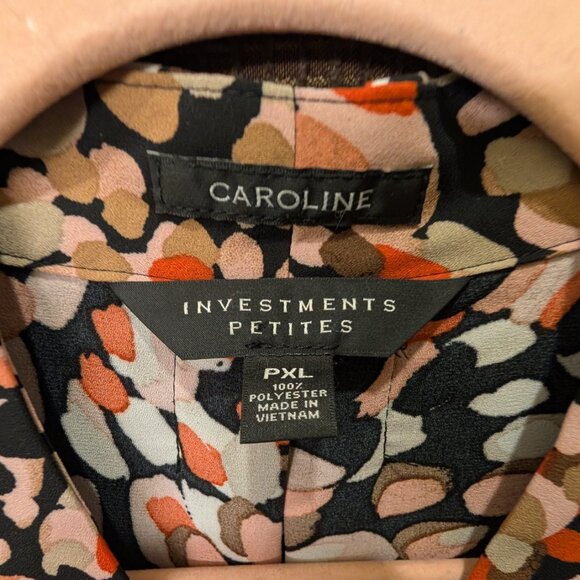 CAROLINE
INVESTMENTS
PETITES
PXL
100%
POLYESTER
MADE IN
VIETNAM